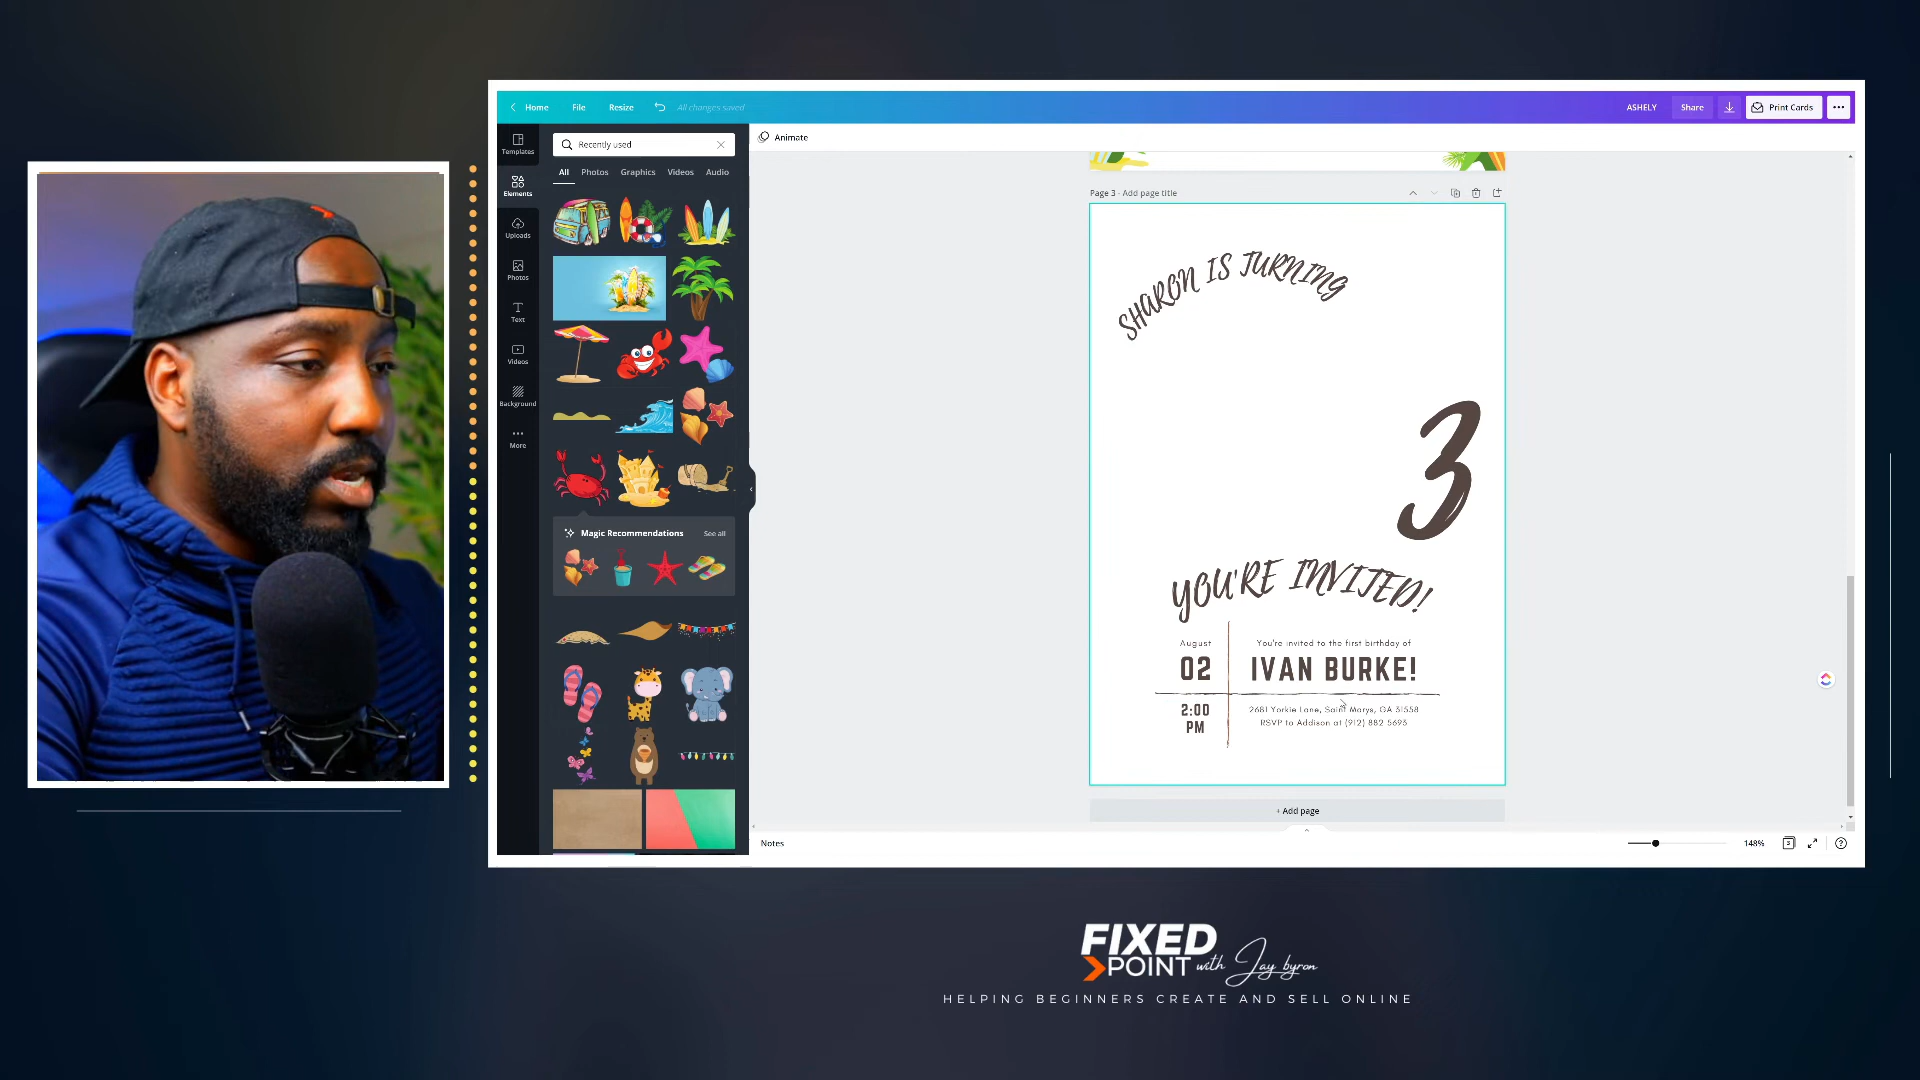 Home File Resize All changes saved ASHELY Share Print Cards
Animate
Templates
Elements
Uploads
Photos
Text
Videos
Background
More
Recently used
All Photos Graphics Videos Audio
Magic Recommendations See all
Page 3 - Add page title
SHARON IS TURNING
3
YOU'RE INVITED!
August
02
2:00
PM
You're invited to the first birthday of
IVAN BURKE!
2681 Yorkie Lane, Saint Marys, GA 31558
RSVP to Addison at (912) 882 5693
+ Add page
Notes
148%
3
FIXED
POINT with Jay byron
HELPING BEGINNERS CREATE AND SELL ONLINE